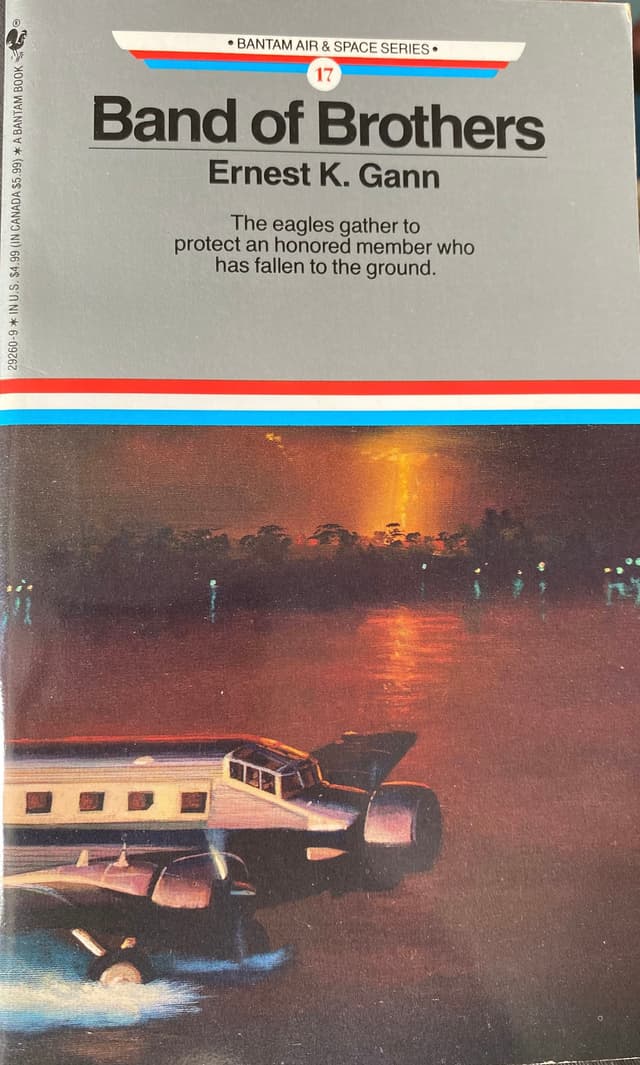 • BANTAM AIR & SPACE SERIES •
17
Band of Brothers
Ernest K. Gann
The eagles gather to
protect an honored member who
has fallen to the ground.
29260-9 * IN U.S. $4.99 (IN CANADA $5.99) * A BANTAM BOOK
®